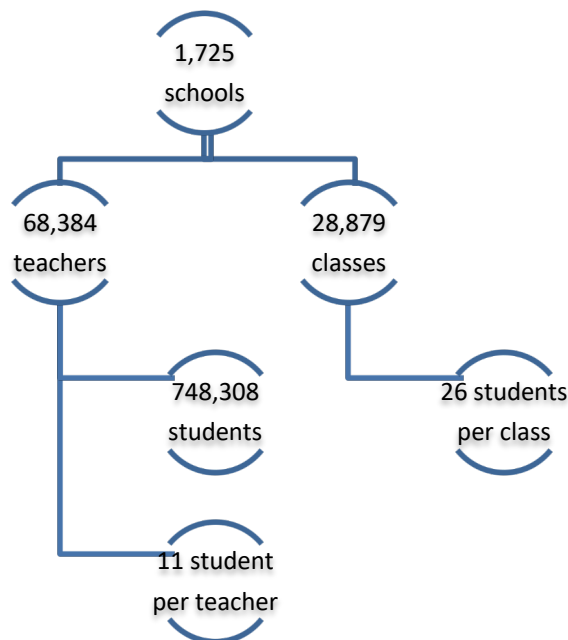 1,725
schools
68,384
teachers
28,879
classes
748,308
students
26 students
per class
11 student
per teacher